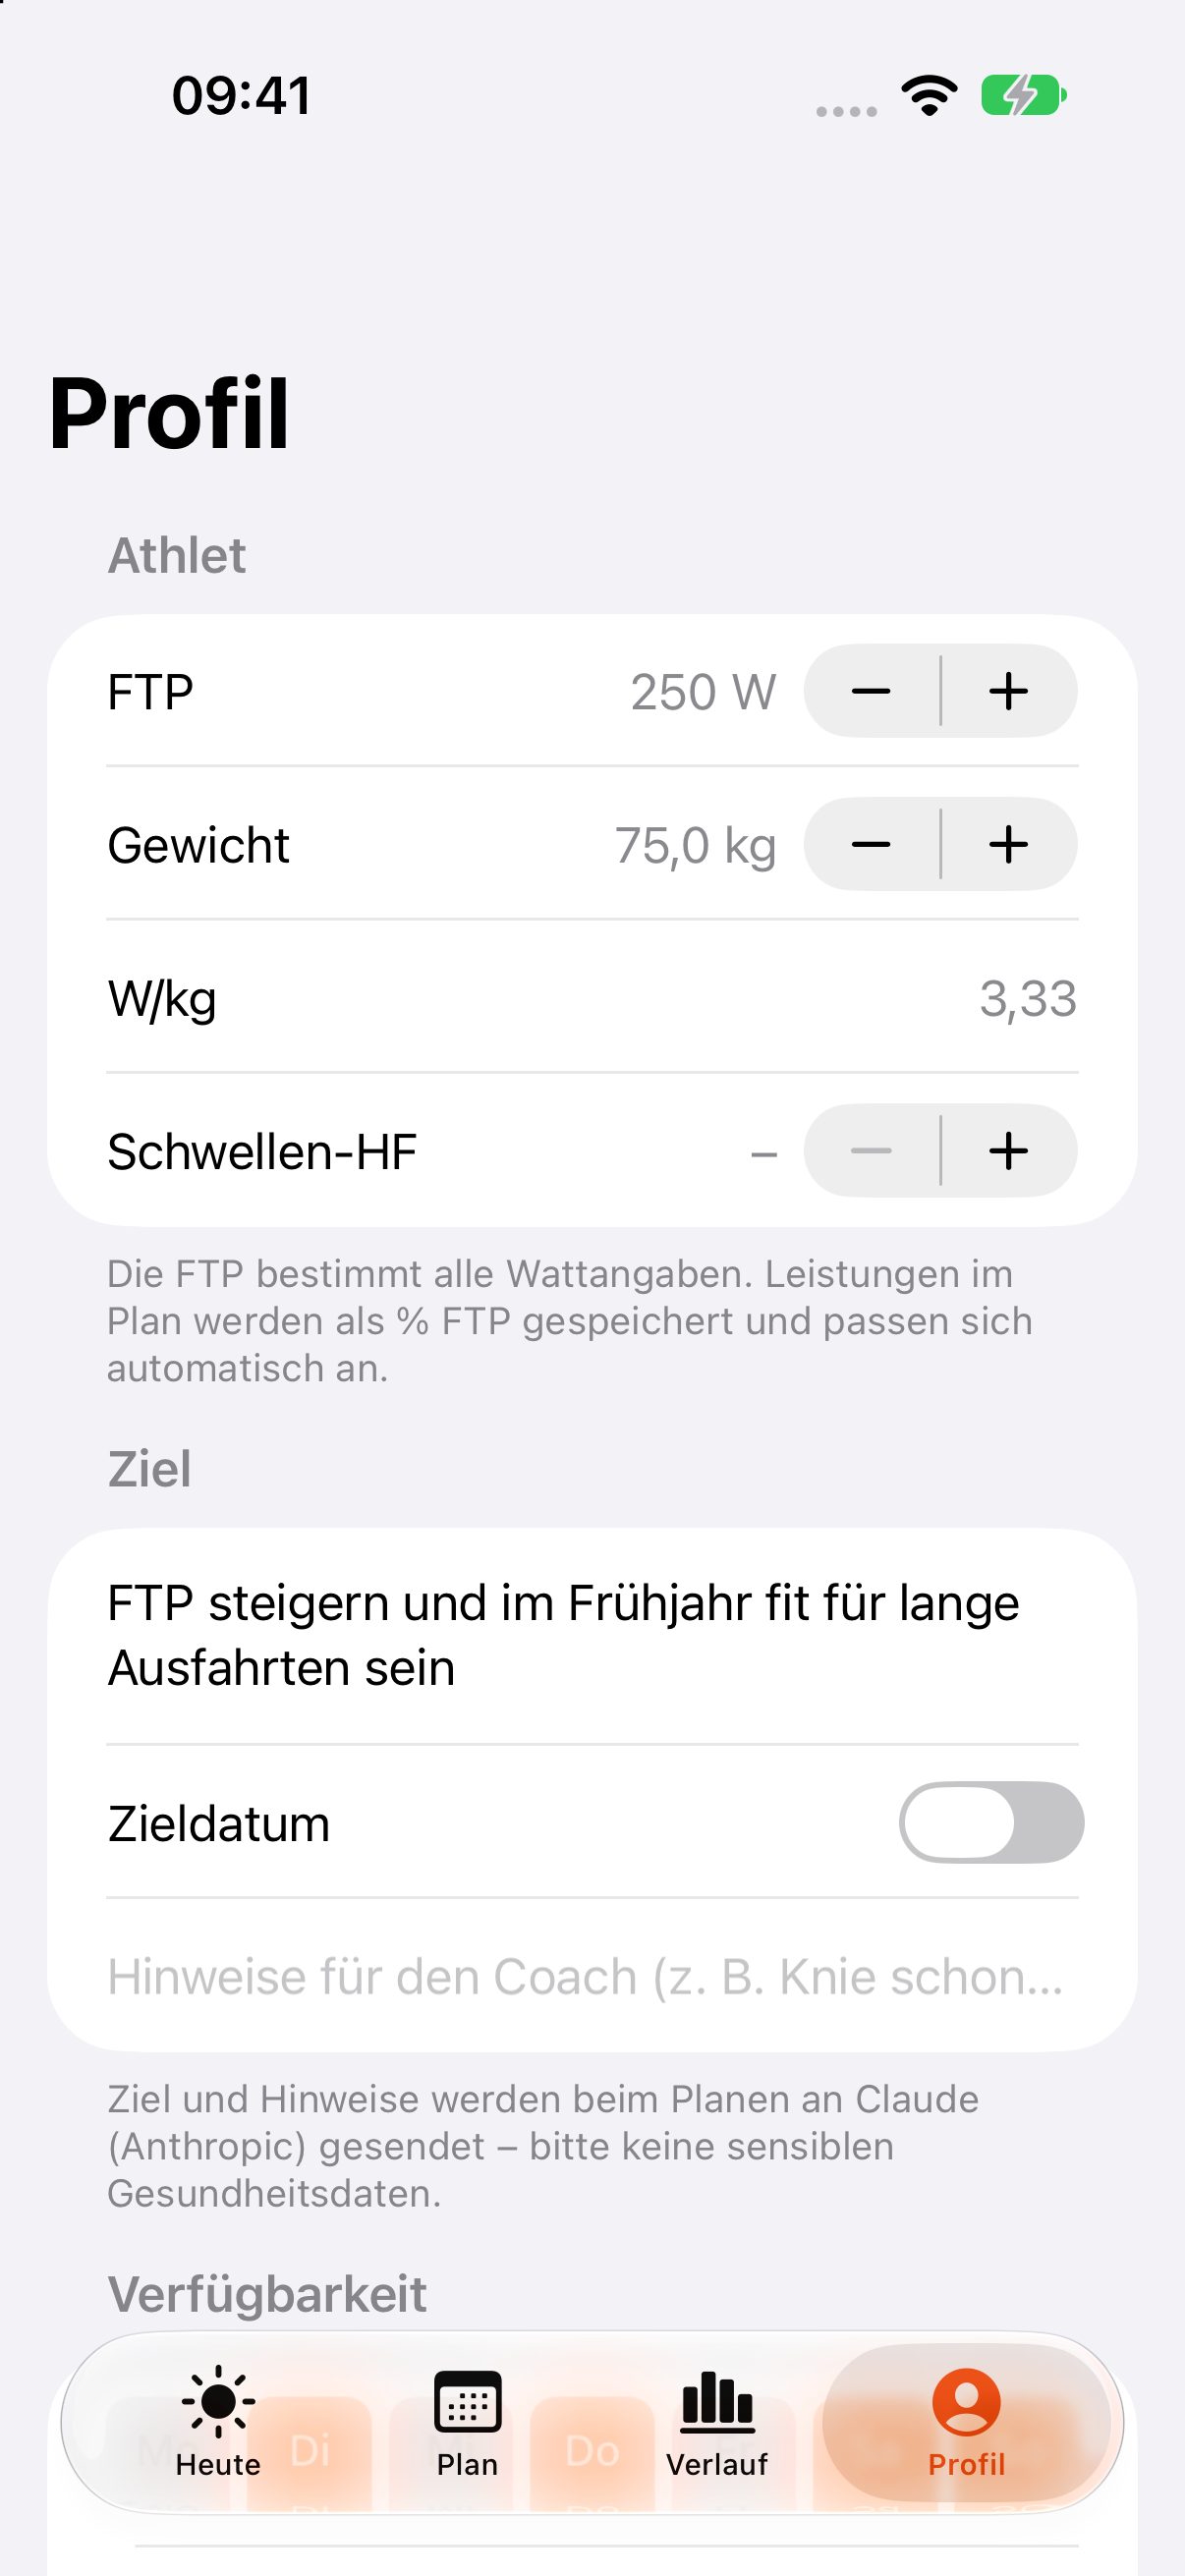 09:41
Profil
Athlet
FTP 250 W
Gewicht 75,0 kg
W/kg 3,33
Schwellen-HF –
Die FTP bestimmt alle Wattangaben. Leistungen im
Plan werden als % FTP gespeichert und passen sich
automatisch an.
Ziel
FTP steigern und im Frühjahr fit für lange
Ausfahrten sein
Zieldatum
Hinweise für den Coach (z. B. Knie schon...
Ziel und Hinweise werden beim Planen an Claude
(Anthropic) gesendet – bitte keine sensiblen
Gesundheitsdaten.
Verfügbarkeit
Di Do
Heute Plan Verlauf Profil